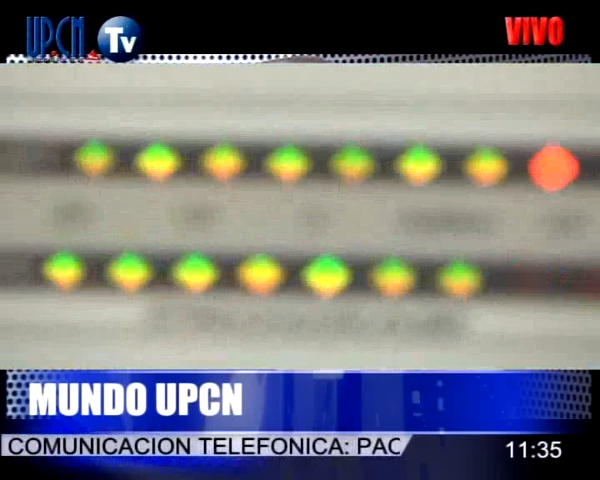 UPCN Tv
VIVO
MUNDO UPCN
COMUNICACION TELEFONICA: PAC
11:35